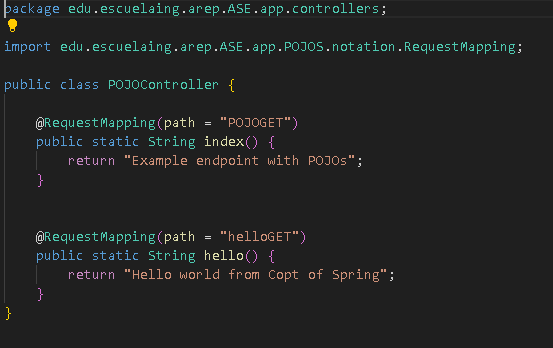 package edu.escuelaing.arep.ASE.app.controllers;
import edu.escuelaing.arep.ASE.app.POJOS.notation.RequestMapping;
public class POJOController {
@RequestMapping(path = "POJOGET")
public static String index() {
return "Example endpoint with POJOs";
}
@RequestMapping(path = "helloGET")
public static String hello() {
return "Hello world from Copt of Spring";
}
}